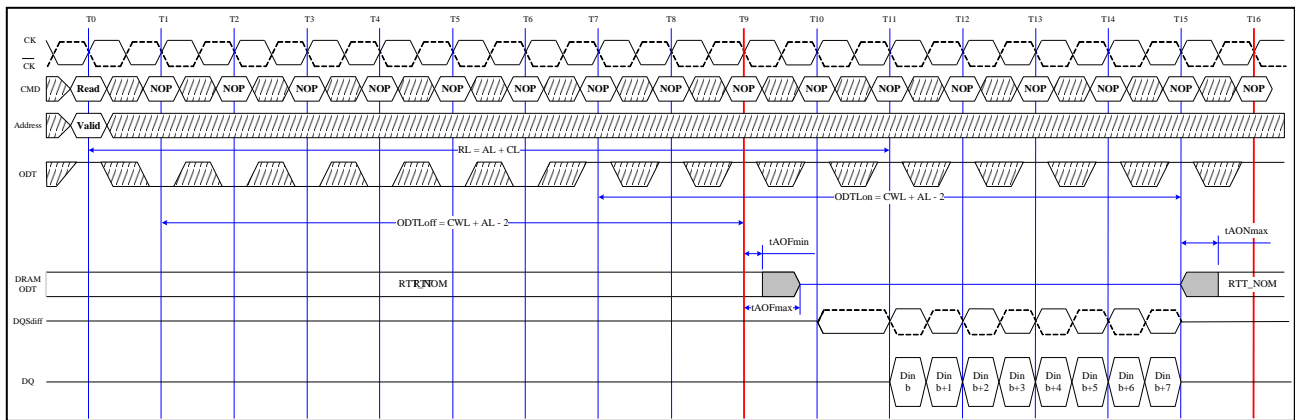 T0 T1 T2 T3 T4 T5 T6 T7 T8 T9 T10 T11 T12 T13 T14 T15 T16
CK
CK
CMD Read NOP NOP NOP NOP NOP NOP NOP NOP NOP NOP NOP NOP NOP NOP NOP NOP
Address Valid
RL = AL + CL
ODT
ODTLon = CWL + AL - 2
ODTLoff = CWL + AL - 2
tAOFmin
tAONmax
DRAM
ODT
RTT_NOM
RTT_NOM
tAOFmax
DQSdiff
DQ
Din b
Din b+1
Din b+2
Din b+3
Din b+4
Din b+5
Din b+6
Din b+7